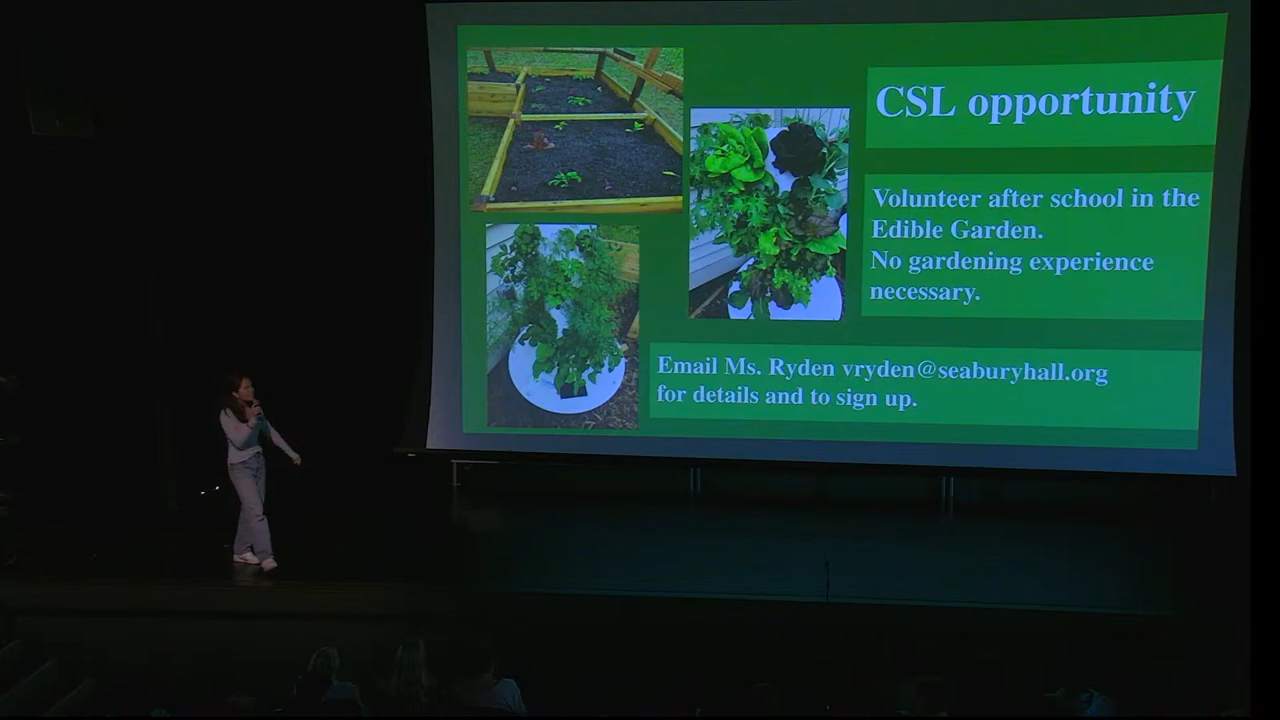 CSL opportunity
Volunteer after school in the
Edible Garden.
No gardening experience
necessary.
Email Ms. Ryden vryden@seaburyhall.org
for details and to sign up.